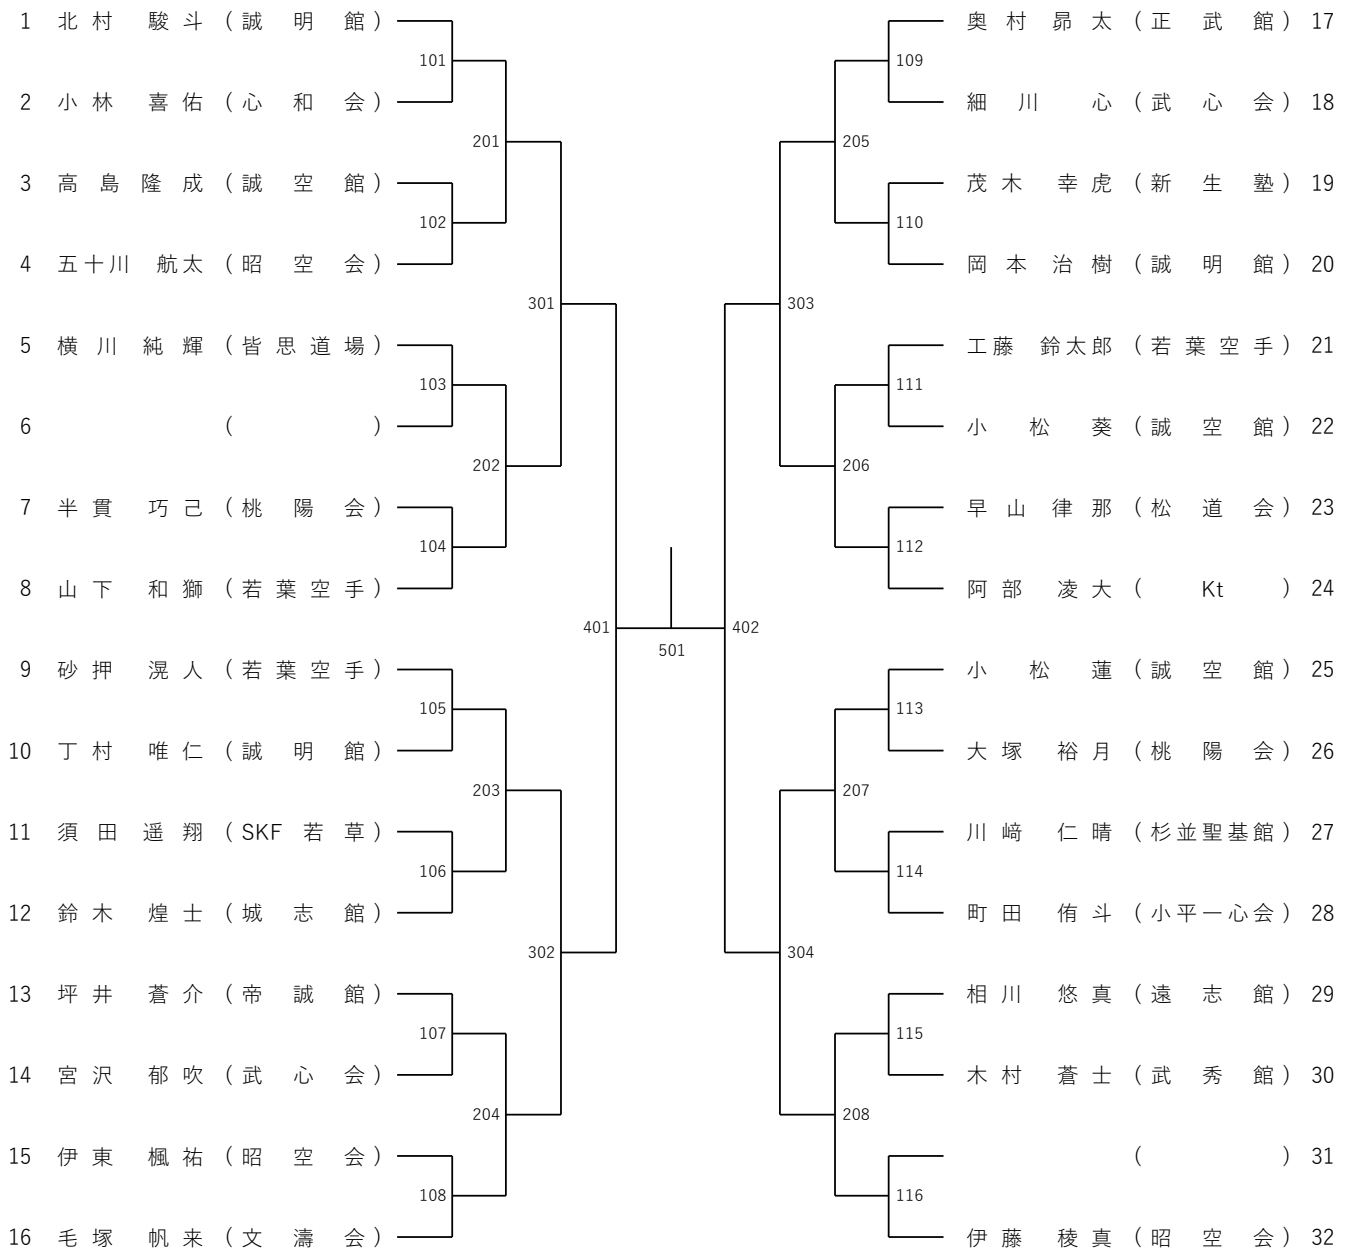 1 北村 駿斗 (誠明館) 奥村昴太 (正武館) 17
101 109
2 小林 喜佑 (心和会) 細川 心 (武心会) 18
201 205
3 高島隆成 (誠空館) 茂木 幸虎 (新生塾) 19
102 110
4 五十川 航太 (昭空会) 岡本治樹 (誠明館) 20
301 303
5 横川純輝 (皆思道場) 工藤 鈴太郎 (若葉空手) 21
103 111
6 ( ) 小松葵 (誠空館) 22
202 206
7 半貫 巧己 (桃陽会) 早山律那 (松道会) 23
104 112
8 山下 和獅 (若葉空手) 阿部 凌大 (Kt) 24
401 402
501
9 砂押 滉人 (若葉空手) 小松蓮 (誠空館) 25
105 113
10 丁村 唯仁 (誠明館) 大塚 裕月 (桃陽会) 26
203 207
11 須田遥翔 (SKF 若草) 川﨑 仁晴 (杉並聖基館) 27
106 114
12 鈴木 煌士 (城志館) 町田 侑斗 (小平一心会) 28
302 304
13 坪井 蒼介 (帝誠館) 相川 悠真 (遠志館) 29
107 115
14 宮沢 郁吹 (武心会) 木村 蒼士 (武秀館) 30
204 208
15 伊東 楓祐 (昭空会) ( ) 31
108 116
16 毛塚 帆来 (文濤会) 伊藤 稜真 (昭空会) 32